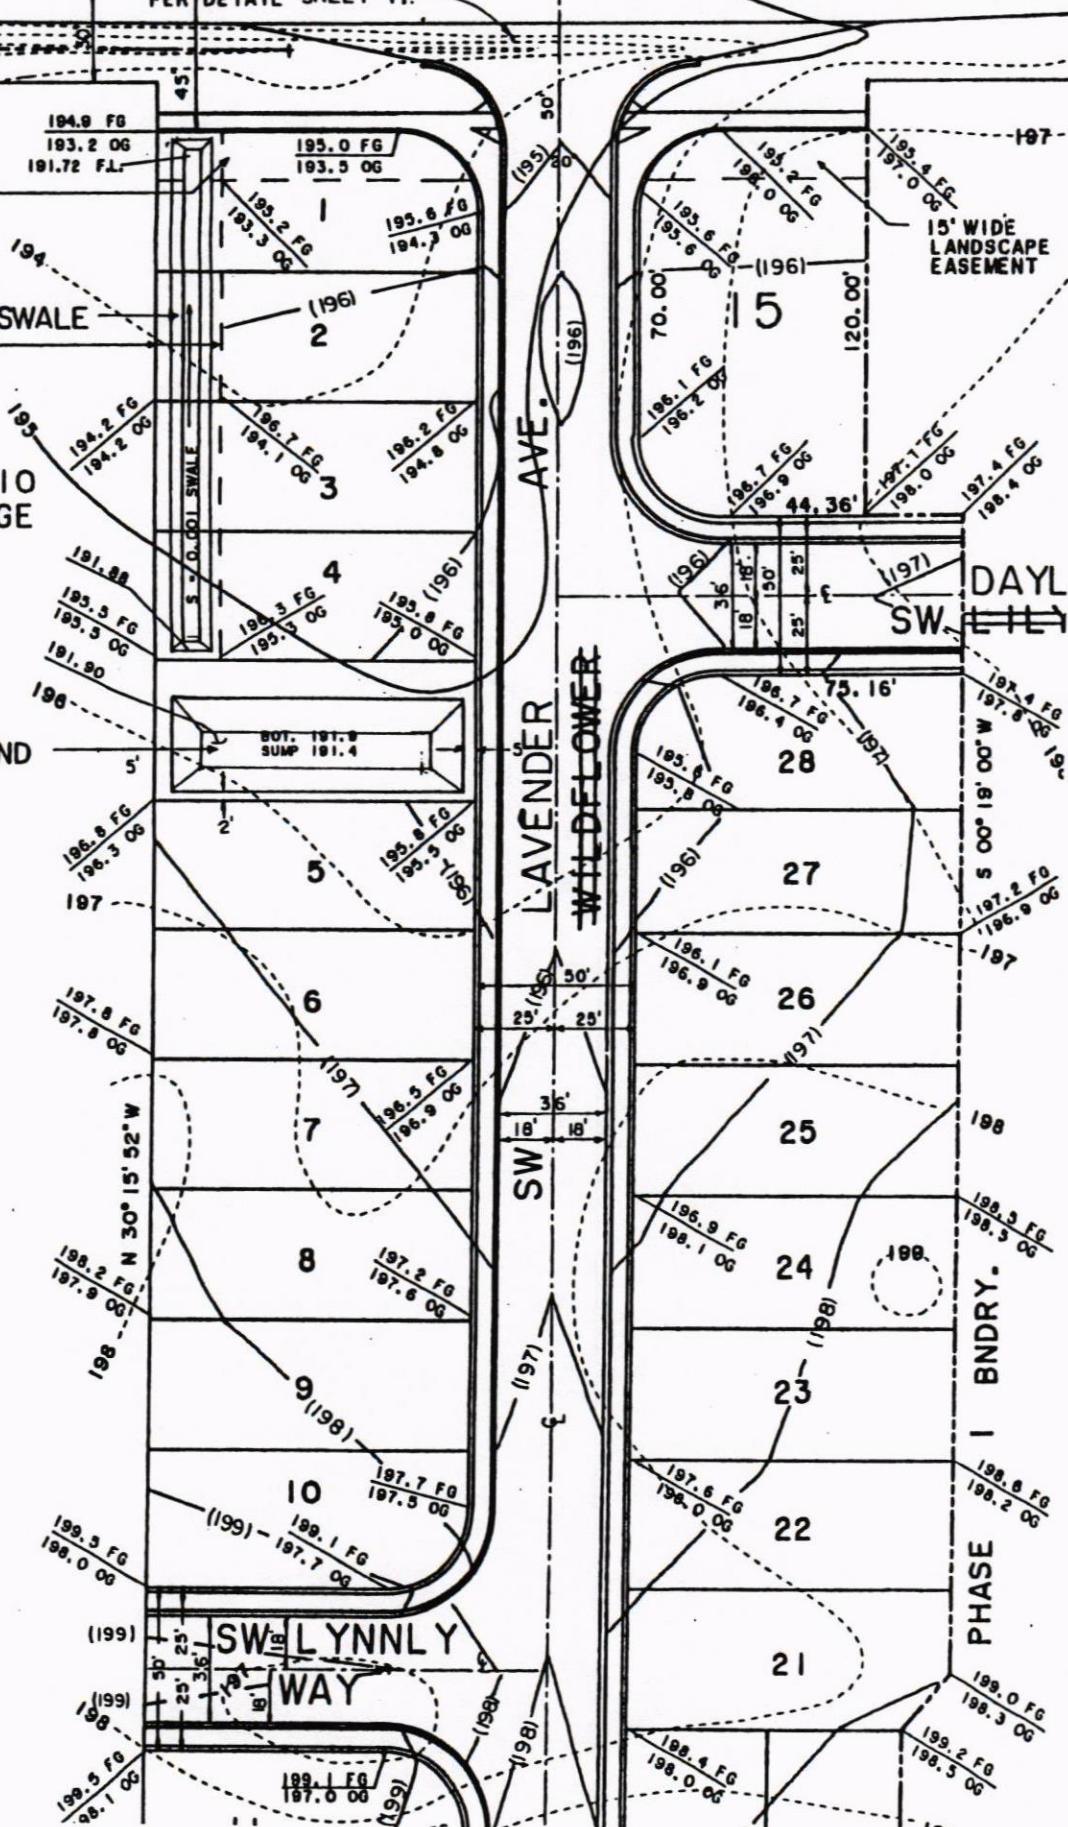 PER DETAIL SHEET 11.
30'
45'
50'
194.9 FG
193.2 OG
191.72 F.L.
195.0 FG
193.5 OG
(195)
20'
195.2 FG
196.0 OG
195.4 FG
197.0 OG
197
1
195.2 FG
193.3 OG
195.6 FG
194.3 OG
195.6 FG
195.6 OG
15' WIDE
LANDSCAPE
EASEMENT
194
(196)
(196)
SWALE
2
(196)
70.00'
15
120.00'
195
194.2 FG
194.2 OG
196.7 FG
194.1 OG
196.2 FG
194.8 OG
196.1 FG
196.2 OG
AVE.
10
GE
3
S = 0.001 SWALE
196.7 FG
196.9 OG
197.7 FG
198.0 OG
197.4 FG
198.4 OG
44.36'
191.88
4
(196)
(196)
36'
18'
18'
50'
25'
25'
℄
(197)
DAYL
SW LILY
195.5 FG
195.5 OG
196.3 FG
195.3 OG
195.8 FG
195.0 OG
191.90
196
ND
5'
BOT. 191.9
SUMP 191.4
5'
2'
LAVENDER
WILDFLOWER
196.7 FG
196.4 OG
75.16'
197.4 FG
197.8 OG
28
(197)
195.6 FG
195.8 OG
S 00° 19' 00" W
196.8 FG
196.3 OG
195.8 FG
195.5 OG
(196)
5
(196)
27
197
197.2 FG
196.9 OG
197
196.1 FG
196.9 OG
6
(196)
50'
25'
25'
26
197.8 FG
197.8 OG
(197)
(197)
196.5 FG
196.9 OG
36'
18'
18'
7
25
198
N 30° 15' 52" W
SW
196.9 FG
198.1 OG
198.5 FG
198.5 OG
8
198.2 FG
197.9 OG
197.2 FG
197.6 OG
24
199
198
(198)
(197)
PHASE I BNDRY.
9
(198)
23
℄
10
197.7 FG
197.5 OG
197.6 FG
198.0 OG
198.8 FG
198.2 OG
(199)
199.1 FG
197.7 OG
22
199.5 FG
198.0 OG
(199)
SW LYNNLY
WAY
50'
25'
25'
36'
18'
18'
197
℄
21
(199)
198
(198)
(198)
199.0 FG
198.3 OG
199.5 FG
198.1 OG
199.1 FG
197.0 OG
(199)
198.4 FG
198.0 OG
199.2 FG
198.5 OG